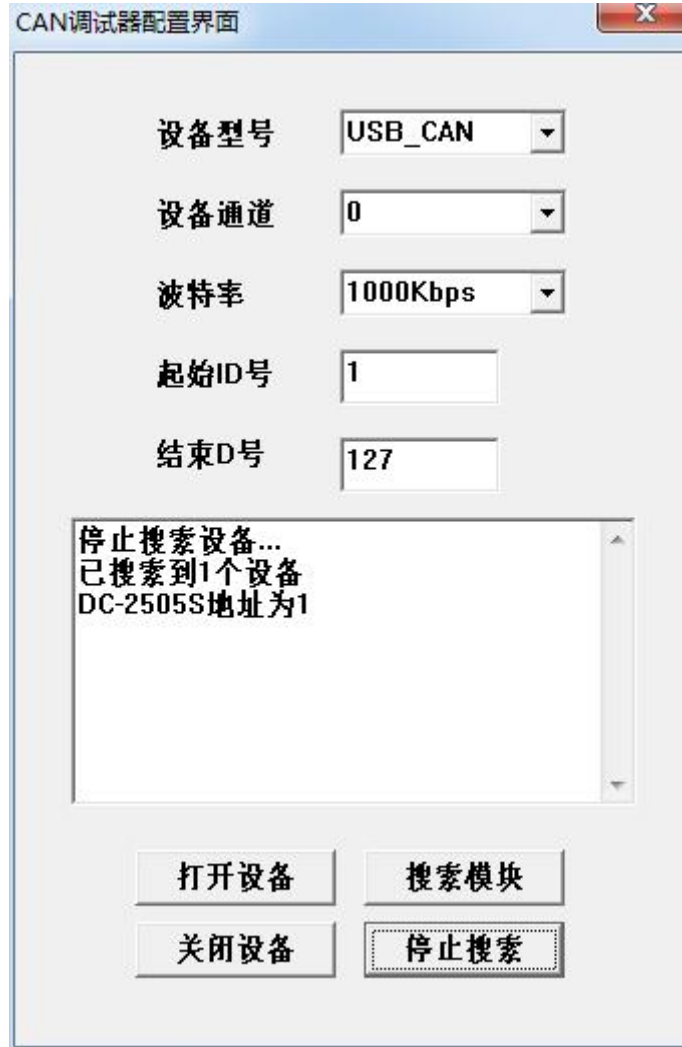 CAN调试器配置界面
设备型号 USB_CAN
设备通道 0
波特率 1000Kbps
起始ID号 1
结束D号 127
停止搜索设备...
已搜索到1个设备
DC-2505S地址为1
打开设备 搜索模块
关闭设备 停止搜索